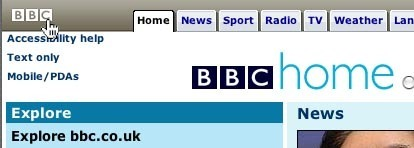 BBC Home News Sport Radio TV Weather Lan
Accessibility help
Text only
Mobile/PDAs
BBC home
Explore News
Explore bbc.co.uk